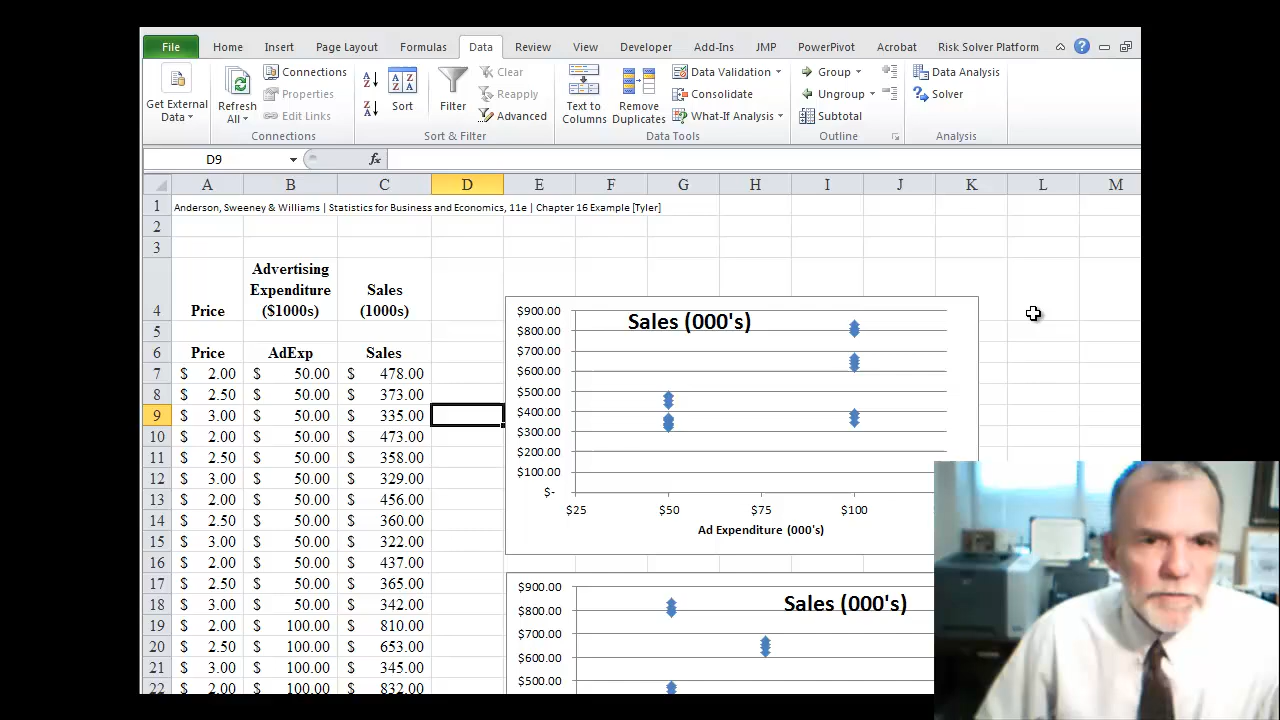 File Home Insert Page Layout Formulas Data Review View Developer Add-Ins JMP PowerPiv Acrobat Risk Solver Platform
Get External Data
Refresh All
Connections
Properties
Edit Links
Connections
Sort
Filter
Clear
Reapply
Advanced
Sort & Filter
Text to Columns
Remove Duplicates
Data Validation
Consolidate
What-If Analysis
Data Tools
Group
Ungroup
Subtotal
Outline
Data Analysis
Solver
Analysis
D9 fx
A B C D E F G H I J K L M
1 Anderson, Sweeney & Williams | Statistics for Business and Economics, 11e | Chapter 16 Example [Tyler]
2
3
4 Price Advertising Expenditure ($1000s) Sales (1000s)
5
6 Price AdExp Sales
7 $ 2.00 $ 50.00 $ 478.00
8 $ 2.50 $ 50.00 $ 373.00
9 $ 3.00 $ 50.00 $ 335.00
10 $ 2.00 $ 50.00 $ 473.00
11 $ 2.50 $ 50.00 $ 358.00
12 $ 3.00 $ 50.00 $ 329.00
13 $ 2.00 $ 50.00 $ 456.00
14 $ 2.50 $ 50.00 $ 360.00
15 $ 3.00 $ 50.00 $ 322.00
16 $ 2.00 $ 50.00 $ 437.00
17 $ 2.50 $ 50.00 $ 365.00
18 $ 3.00 $ 50.00 $ 342.00
19 $ 2.00 $ 100.00 $ 810.00
20 $ 2.50 $ 100.00 $ 653.00
21 $ 3.00 $ 100.00 $ 345.00
22 $ 2.00 $ 100.00 $ 832.00
Sales (000's)
$900.00
$800.00
$700.00
$600.00
$500.00
$400.00
$300.00
$200.00
$100.00
$-
$25 $50 $75 $100
Ad Expenditure (000's)
Sales (000's)
$900.00
$800.00
$700.00
$600.00
$500.00